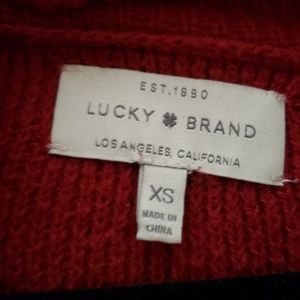 EST. 1990
LUCKY BRAND
LOS ANGELES, CALIFORNIA
XS
MADE IN
CHINA